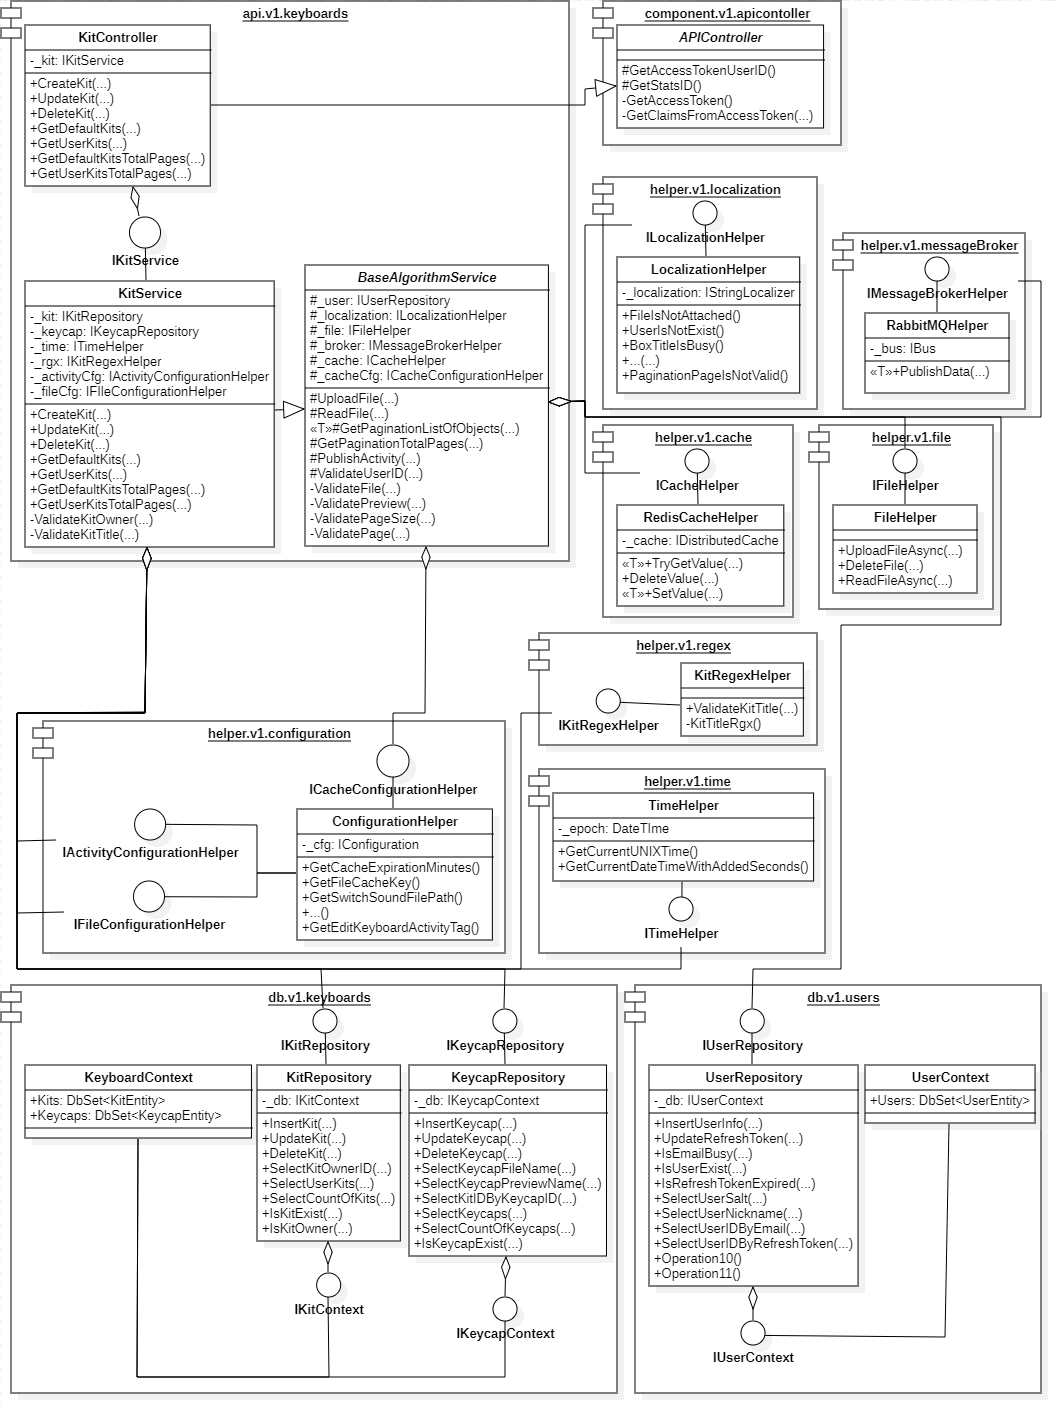 api.v1.keyboards
KitController
-_kit: IKitService
+CreateKit(...)
+UpdateKit(...)
+DeleteKit(...)
+GetDefaultKits(...)
+GetUserKits(...)
+GetDefaultKitsTotalPages(...)
+GetUserKitsTotalPages(...)
IKitService
KitService
-_kit: IKitRepository
-_keycap: IKeycapRepository
-_time: ITimeHelper
-_rgx: IKitRegexHelper
-_activityCfg: IActivityConfigurationHelper
-_fileCfg: IFIleConfigurationHelper
+CreateKit(...)
+UpdateKit(...)
+DeleteKit(...)
+GetDefaultKits(...)
+GetUserKits(...)
+GetDefaultKitsTotalPages(...)
+GetUserKitsTotalPages(...)
-ValidateKitOwner(...)
-ValidateKitTitle(...)
BaseAlgorithmService
#_user: IUserRepository
#_localization: ILocalizationHelper
#_file: IFileHelper
#_broker: IMessageBrokerHelper
#_cache: ICacheHelper
#_cacheCfg: ICacheConfigurationHelper
#UploadFile(...)
#ReadFile(...)
«T»#GetPaginationListOfObjects(...)
#GetPaginationTotalPages(...)
#PublishActivity(...)
#ValidateUserID(...)
-ValidateFile(...)
-ValidatePreview(...)
-ValidatePageSize(...)
-ValidatePage(...)
component.v1.apicontoller
APIController
#GetAccessTokenUserID()
#GetStatsID()
-GetAccessToken()
-GetClaimsFromAccessToken(...)
helper.v1.localization
ILocalizationHelper
LocalizationHelper
-_localization: IStringLocalizer
+FileIsNotAttached()
+UserIsNotExist()
+BoxTitleIsBusy()
+...(...)
+PaginationPageIsNotValid()
helper.v1.messageBroker
IMessageBrokerHelper
RabbitMQHelper
-_bus: IBus
«T»+PublishData(...)
helper.v1.cache
ICacheHelper
RedisCacheHelper
-_cache: IDistributedCache
«T»+TryGetValue(...)
+DeleteValue(...)
«T»+SetValue(...)
helper.v1.file
IFileHelper
FileHelper
+UploadFileAsync(...)
+DeleteFile(...)
+ReadFileAsync(...)
helper.v1.regex
IKitRegexHelper
KitRegexHelper
+ValidateKitTitle(...)
-KitTitleRgx()
helper.v1.configuration
ICacheConfigurationHelper
IActivityConfigurationHelper
IFileConfigurationHelper
ConfigurationHelper
-_cfg: IConfiguration
+GetCacheExpirationMinutes()
+GetFileCacheKey()
+GetSwitchSoundFilePath()
+...()
+GetEditKeyboardActivityTag()
helper.v1.time
TimeHelper
-_epoch: DateTIme
+GetCurrentUNIXTime()
+GetCurrentDateTimeWithAddedSeconds()
ITimeHelper
db.v1.keyboards
IKitRepository
IKeycapRepository
KeyboardContext
+Kits: DbSet<KitEntity>
+Keycaps: DbSet<KeycapEntity>
KitRepository
-_db: IKitContext
+InsertKit(...)
+UpdateKit(...)
+DeleteKit(...)
+SelectKitOwnerID(...)
+SelectUserKits(...)
+SelectCountOfKits(...)
+IsKitExist(...)
+IsKitOwner(...)
IKitContext
KeycapRepository
-_db: IKeycapContext
+InsertKeycap(...)
+UpdateKeycap(...)
+DeleteKeycap(...)
+SelectKeycapFileName(...)
+SelectKeycapPreviewName(...)
+SelectKitIDByKeycapID(...)
+SelectKeycaps(...)
+SelectCountOfKeycaps(...)
+IsKeycapExist(...)
IKeycapContext
db.v1.users
IUserRepository
UserRepository
-_db: IUserContext
+InsertUserInfo(...)
+UpdateRefreshToken(...)
+IsEmailBusy(...)
+IsUserExist(...)
+IsRefreshTokenExpired(...)
+SelectUserSalt(...)
+SelectUserNickname(...)
+SelectUserIDByEmail(...)
+SelectUserIDByRefreshToken(...)
+Operation10()
+Operation11()
IUserContext
UserContext
+Users: DbSet<UserEntity>